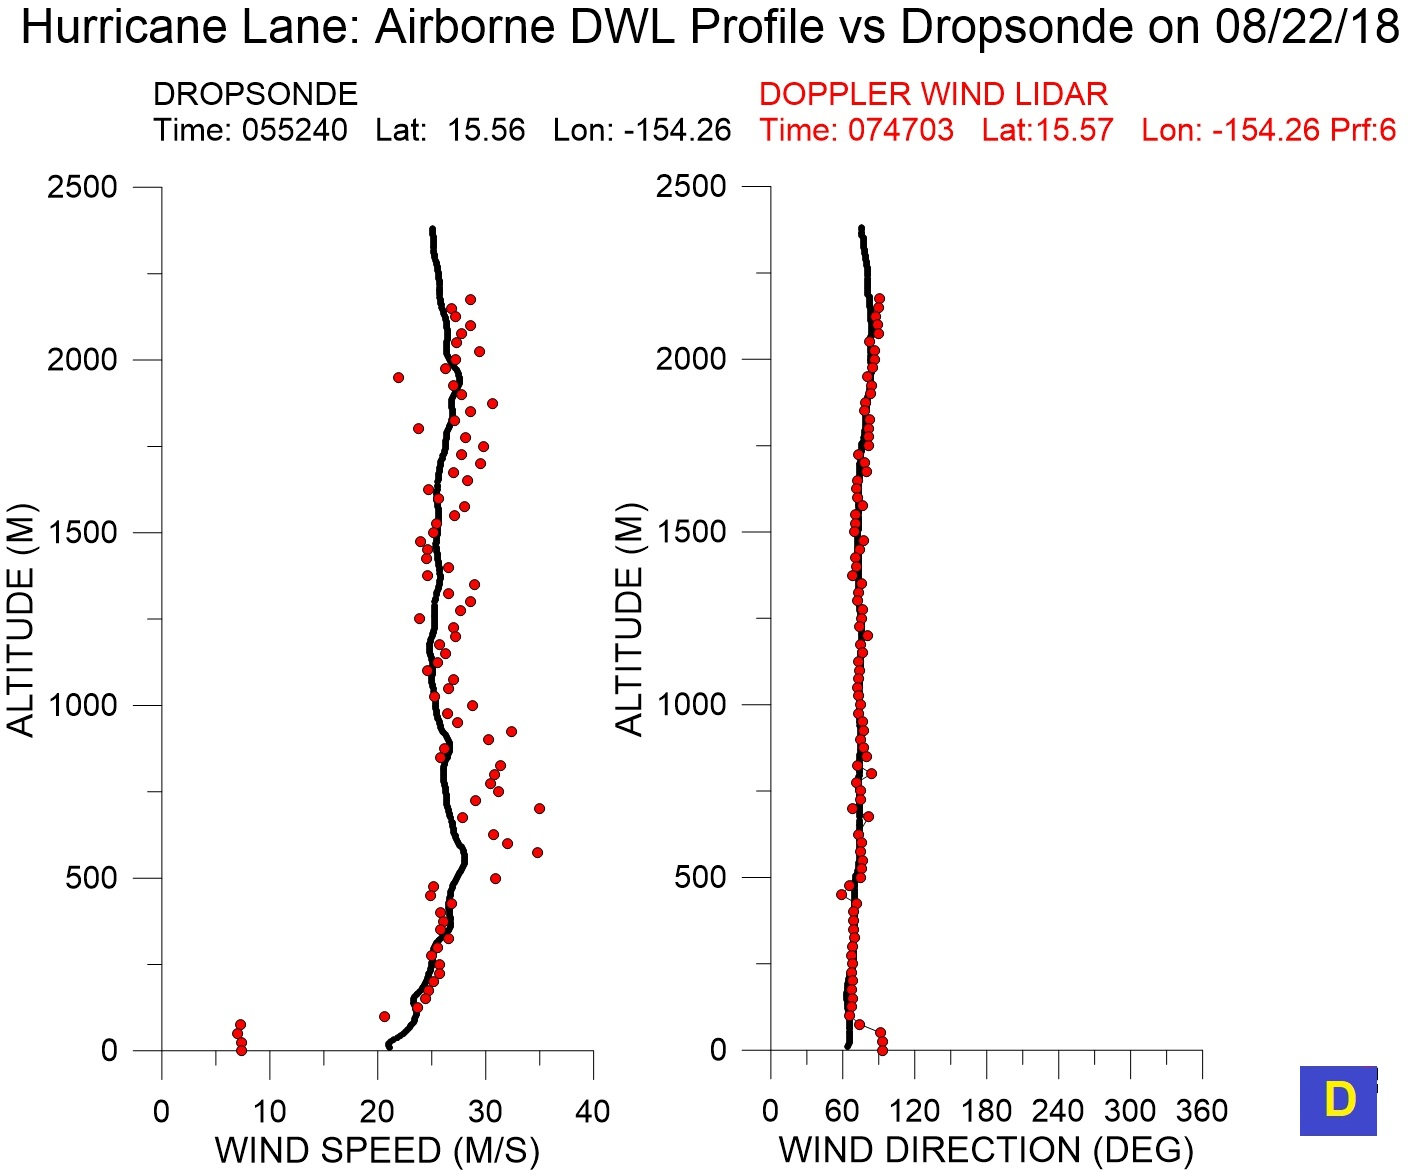 Hurricane Lane: Airborne DWL Profile vs Dropsonde on 08/22/18
DROPSONDE
Time: 055240 Lat: 15.56 Lon: -154.26
DOPPLER WIND LIDAR
Time: 074703 Lat:15.57 Lon: -154.26 Prf:6
2500
2000
1500
1000
500
0
ALTITUDE (M)
0 10 20 30 40
WIND SPEED (M/S)
2500
2000
1500
1000
500
0
ALTITUDE (M)
0 60 120 180 240 300 360
WIND DIRECTION (DEG)
D